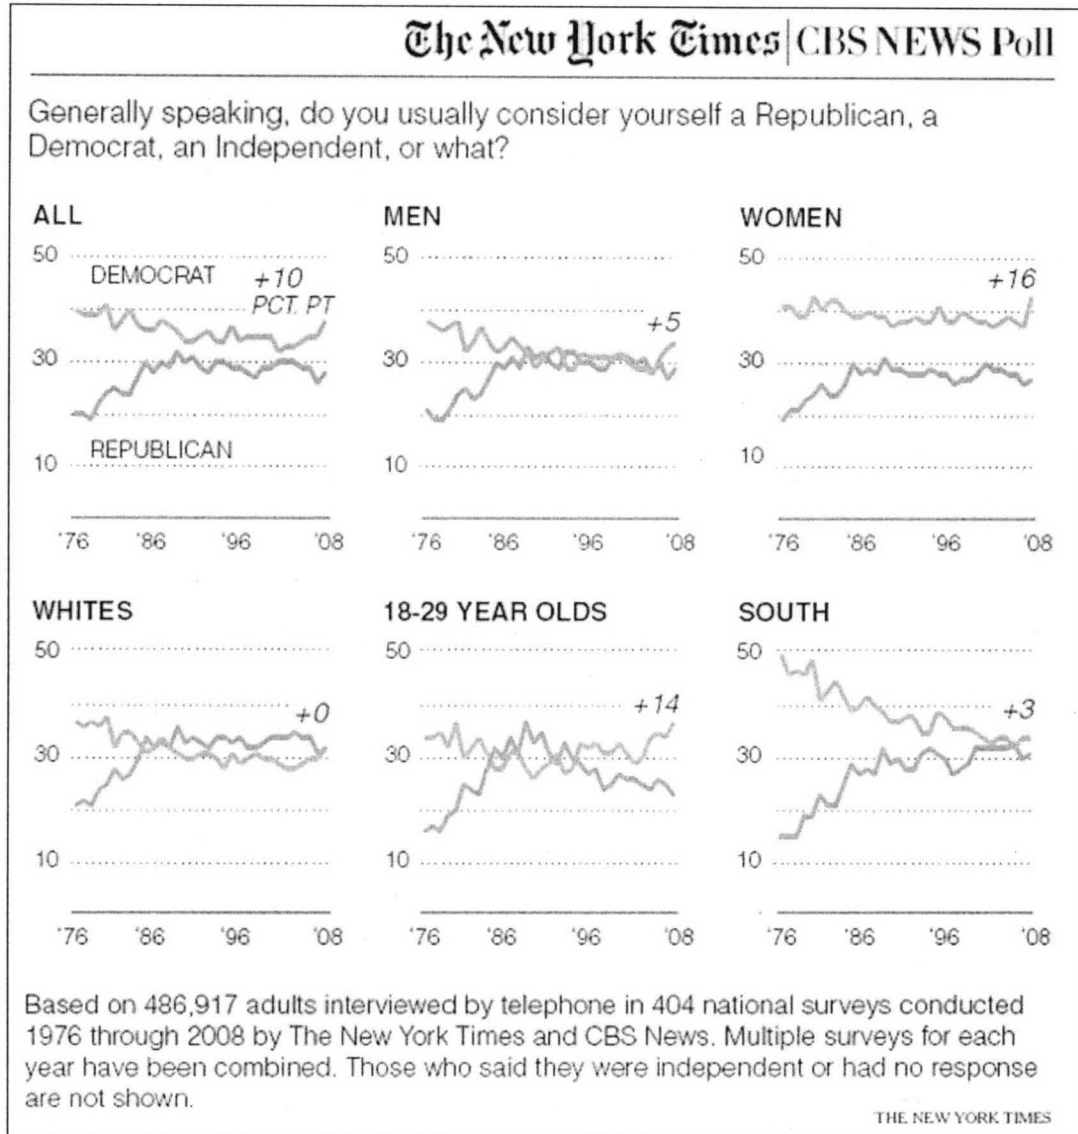 The New York Times | CBS NEWS Poll
Generally speaking, do you usually consider yourself a Republican, a
Democrat, an Independent, or what?
ALL
50
DEMOCRAT +10
PCT. PT
30
REPUBLICAN
10
'76 '86 '96 '08
MEN
50
+5
30
10
'76 '86 '96 '08
WOMEN
50
+16
30
10
'76 '86 '96 '08
WHITES
50
+0
30
10
'76 '86 '96 '08
18-29 YEAR OLDS
50
+14
30
10
'76 '86 '96 '08
SOUTH
50
+3
30
10
'76 '86 '96 '08
Based on 486,917 adults interviewed by telephone in 404 national surveys conducted
1976 through 2008 by The New York Times and CBS News. Multiple surveys for each
year have been combined. Those who said they were independent or had no response
are not shown.
THE NEW YORK TIMES